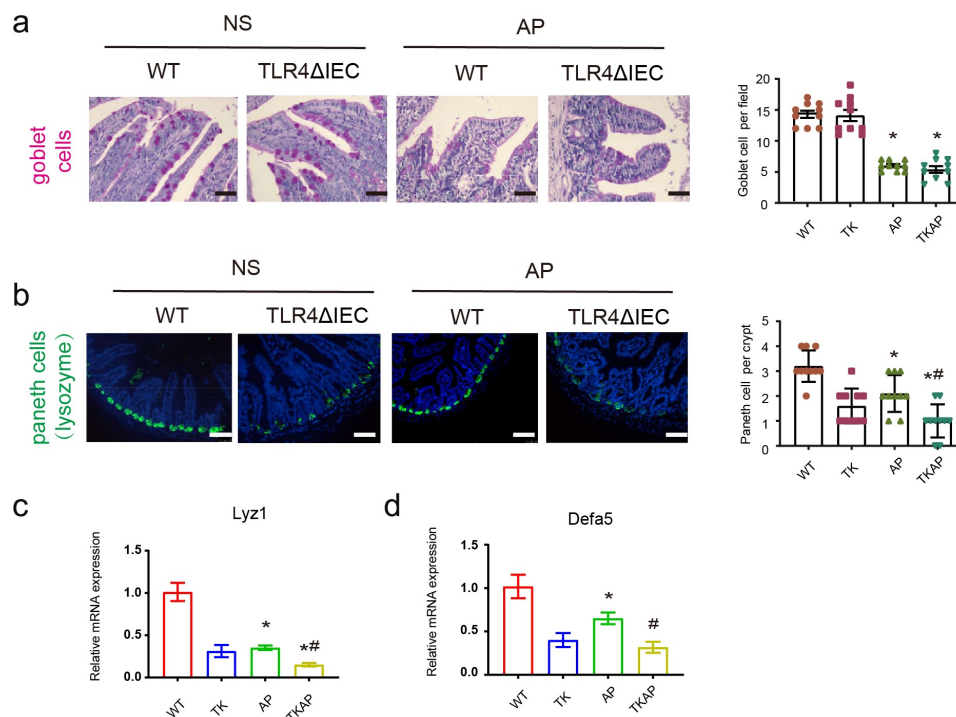 a
NS
AP
WT
TLR4ΔIEC
WT
TLR4ΔIEC
goblet
cells
Goblet cell per field
20
15
10
5
0
*
*
WT
TK
AP
TKAP
b
NS
AP
WT
TLR4ΔIEC
WT
TLR4ΔIEC
paneth cells
(lysozyme)
Paneth cell per crypt
5
4
3
2
1
0
*
*#
WT
TK
AP
TKAP
c
Lyz1
Relative mRNA expression
1.5
1.0
0.5
0.0
*
*#
WT
TK
AP
TKAP
d
Defa5
Relative mRNA expression
1.5
1.0
0.5
0.0
*
#
WT
TK
AP
TKAP